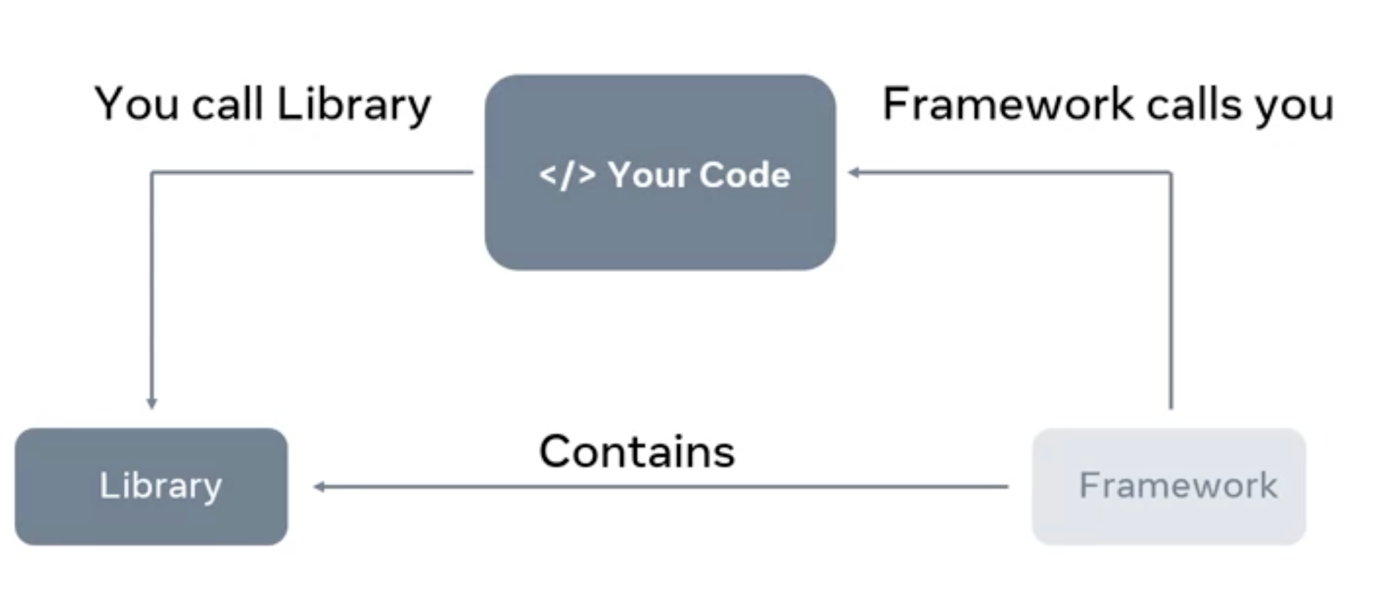 You call Library
Framework calls you
</> Your Code
Contains
Library
Framework